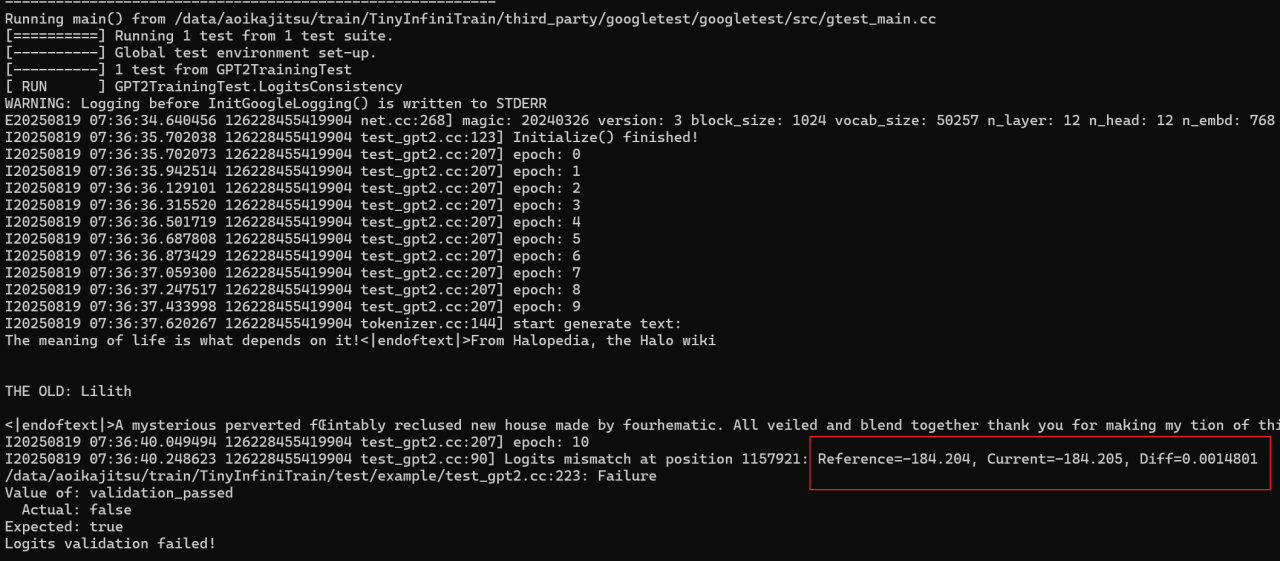 Running main() from /data/aoikajitsu/train/TinyInfiniTrain/third_party/googletest/googletest/src/gtest_main.cc
[==========] Running 1 test from 1 test suite.
[----------] Global test environment set-up.
[----------] 1 test from GPT2TrainingTest
[ RUN      ] GPT2TrainingTest.LogitsConsistency
WARNING: Logging before InitGoogleLogging() is written to STDERR
E20250819 07:36:34.640456 126228455419904 net.cc:268] magic: 20240326 version: 3 block_size: 1024 vocab_size: 50257 n_layer: 12 n_head: 12 n_embd: 768
I20250819 07:36:35.702038 126228455419904 test_gpt2.cc:123] Initialize() finished!
I20250819 07:36:35.702073 126228455419904 test_gpt2.cc:207] epoch: 0
I20250819 07:36:35.942514 126228455419904 test_gpt2.cc:207] epoch: 1
I20250819 07:36:36.129101 126228455419904 test_gpt2.cc:207] epoch: 2
I20250819 07:36:36.315520 126228455419904 test_gpt2.cc:207] epoch: 3
I20250819 07:36:36.501719 126228455419904 test_gpt2.cc:207] epoch: 4
I20250819 07:36:36.687808 126228455419904 test_gpt2.cc:207] epoch: 5
I20250819 07:36:36.873429 126228455419904 test_gpt2.cc:207] epoch: 6
I20250819 07:36:37.059300 126228455419904 test_gpt2.cc:207] epoch: 7
I20250819 07:36:37.247517 126228455419904 test_gpt2.cc:207] epoch: 8
I20250819 07:36:37.433998 126228455419904 test_gpt2.cc:207] epoch: 9
I20250819 07:36:37.620267 126228455419904 tokenizer.cc:144] start generate text:
The meaning of life is what depends on it!<|endoftext|>From Halopedia, the Halo wiki
THE OLD: Lilith
<|endoftext|>A mysterious perverted reclused new house made by fourhematic. All veiled and blend together thank you for making my tion of thi
I20250819 07:36:40.049494 126228455419904 test_gpt2.cc:207] epoch: 10
I20250819 07:36:40.248623 126228455419904 test_gpt2.cc:90] Logits mismatch at position 1157921: Reference=-184.204, Current=-184.205, Diff=0.0014801
/data/aoikajitsu/train/TinyInfiniTrain/test/example/test_gpt2.cc:223: Failure
Value of: validation_passed
  Actual: false
Expected: true
Logits validation failed!